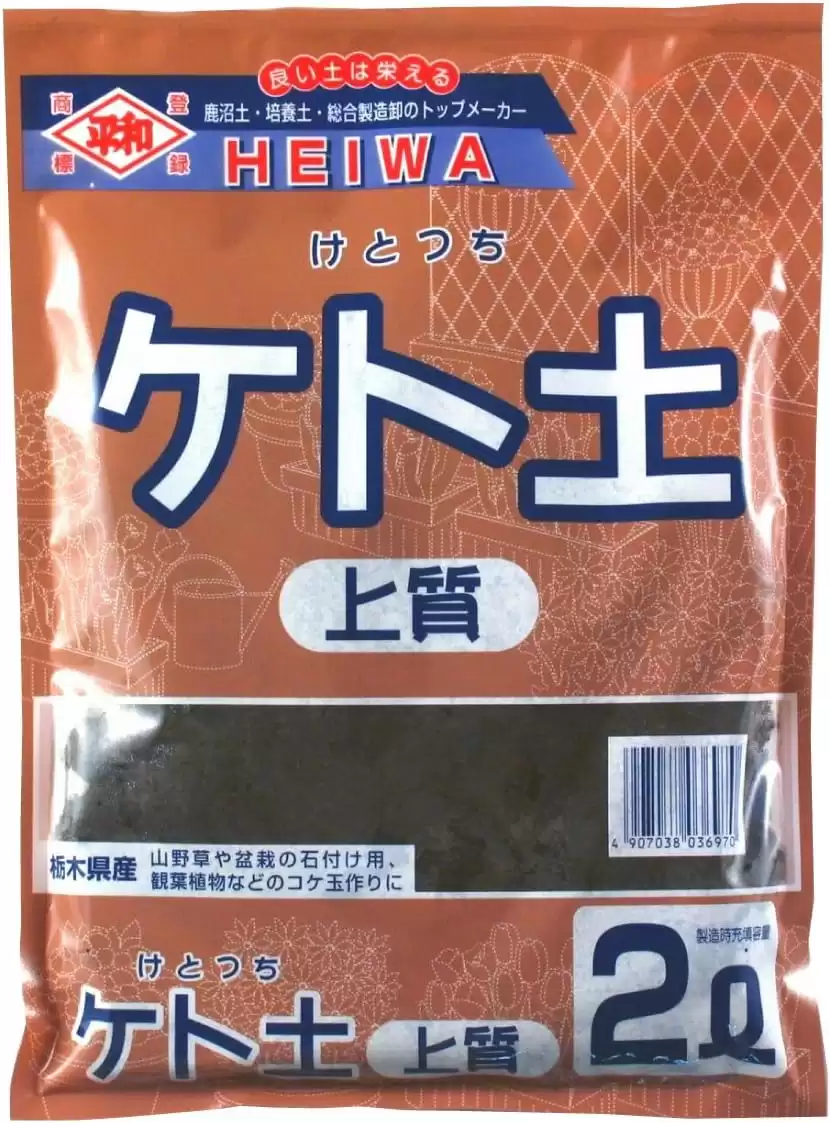 良い土は栄える
鹿沼土・培養土・総合製造卸のトップメーカー
登録
商標
平和
HEIWA
けとつち
ケト土
上質
4 907038 036970
栃木県産
山野草や盆栽の石付け用、
観葉植物などのコケ玉作りに
製造時充填容量
2ℓ
けとつち
ケト土
上質